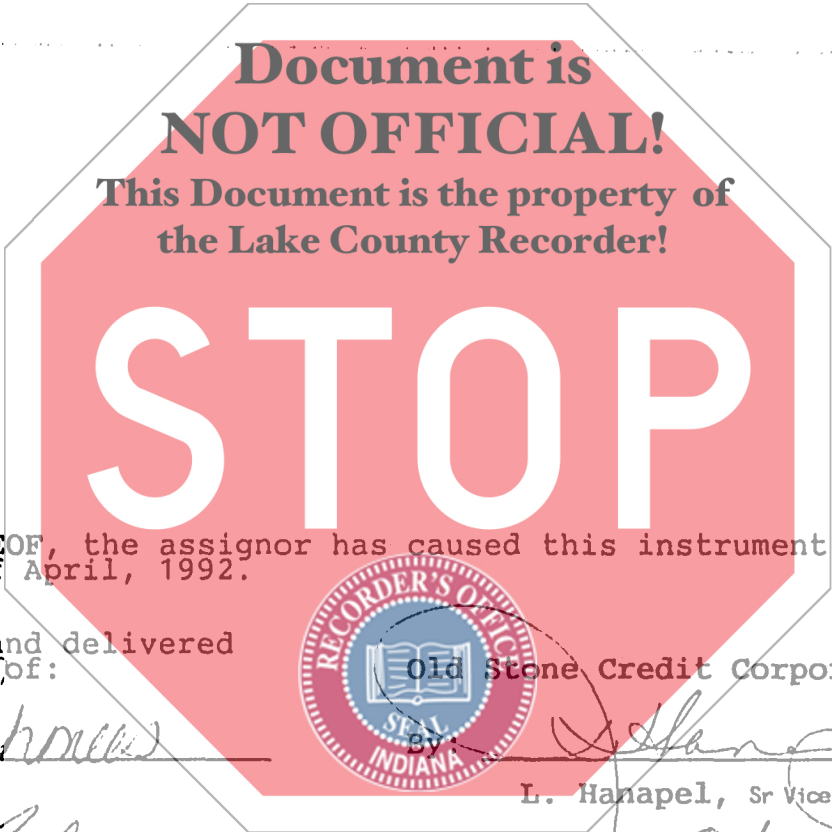 Document is
NOT OFFICIAL!
This Document is the property of
the Lake County Recorder!
STOP
EOF, the assignor has caused this instrument
April, 1992.
nd delivered
of:
Old Stone Credit Corpo
RECORDER'S OFFICE
SEAL
INDIANA
By:
L. Hanapel, Sr Vice